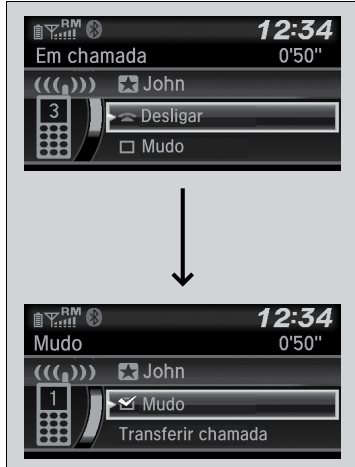 RM 12:34
Em chamada 0'50"
John
3
Desligar
Mudo
RM 12:34
Mudo 0'50"
John
1
Mudo
Transferir chamada